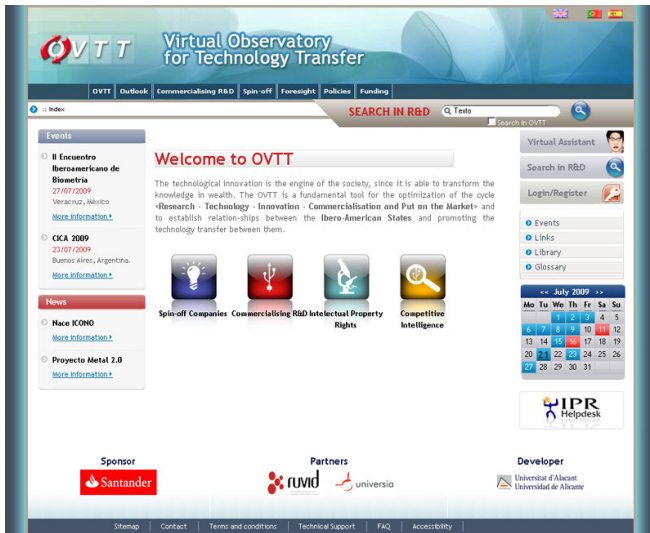 OVTT
Virtual Observatory
for Technology Transfer
OVTT Outlook Commercialising R&D Spin-off Foresight Policies Funding
:: Index
SEARCH IN R&D
Texto
Search in OVTT
Events
II Encuentro
Iberoamericano de
Biometría
27/07/2009
Veracruz, México
More information
CICA 2009
23/07/2009
Buenos Aires, Argentina.
More information
News
Nace ICONO
More information
Proyecto Metal 2.0
More information
Welcome to OVTT
The technological innovation is the engine of the society, since it is able to transform the
knowledge in wealth. The OVTT is a fundamental tool for the optimization of the cycle
«Research - Technology - Innovation - Commercialisation and Put on the Market» and
to establish relation-ships between the Ibero-American States and promoting the
technology transfer between them.
Spin-off Companies
Commercialising R&D
Intelectual Property
Rights
Competitive
Intelligence
Virtual Assistant
Search in R&D
Login/Register
Events
Links
Library
Glossary
<< July 2009 >>
Mo Tu We Th Fr Sa Su
1 2 3 4 5
6 7 8 9 10 11 12
13 14 15 16 17 18 19
20 21 22 23 24 25 26
27 28 29 30 31
IPR
Helpdesk
Sponsor
Santander
Partners
ruvid
universia
Developer
Universitat d'Alacant
Universidad de Alicante
Sitemap | Contact | Terms and conditions | Technical Support | FAQ | Accessibility |